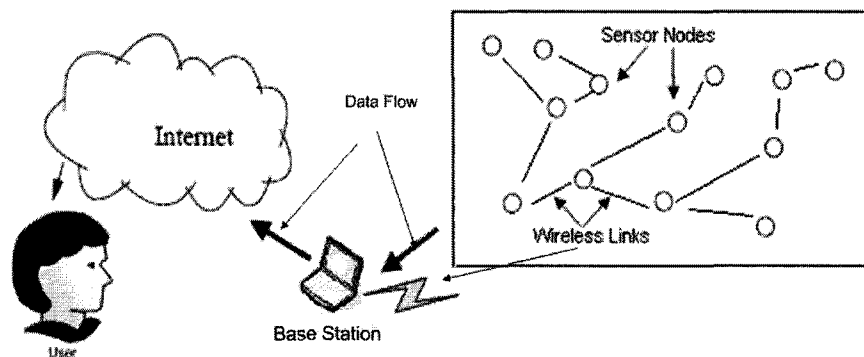 Sensor Nodes
Data Flow
Internet
Wireless Links
Base Station
User